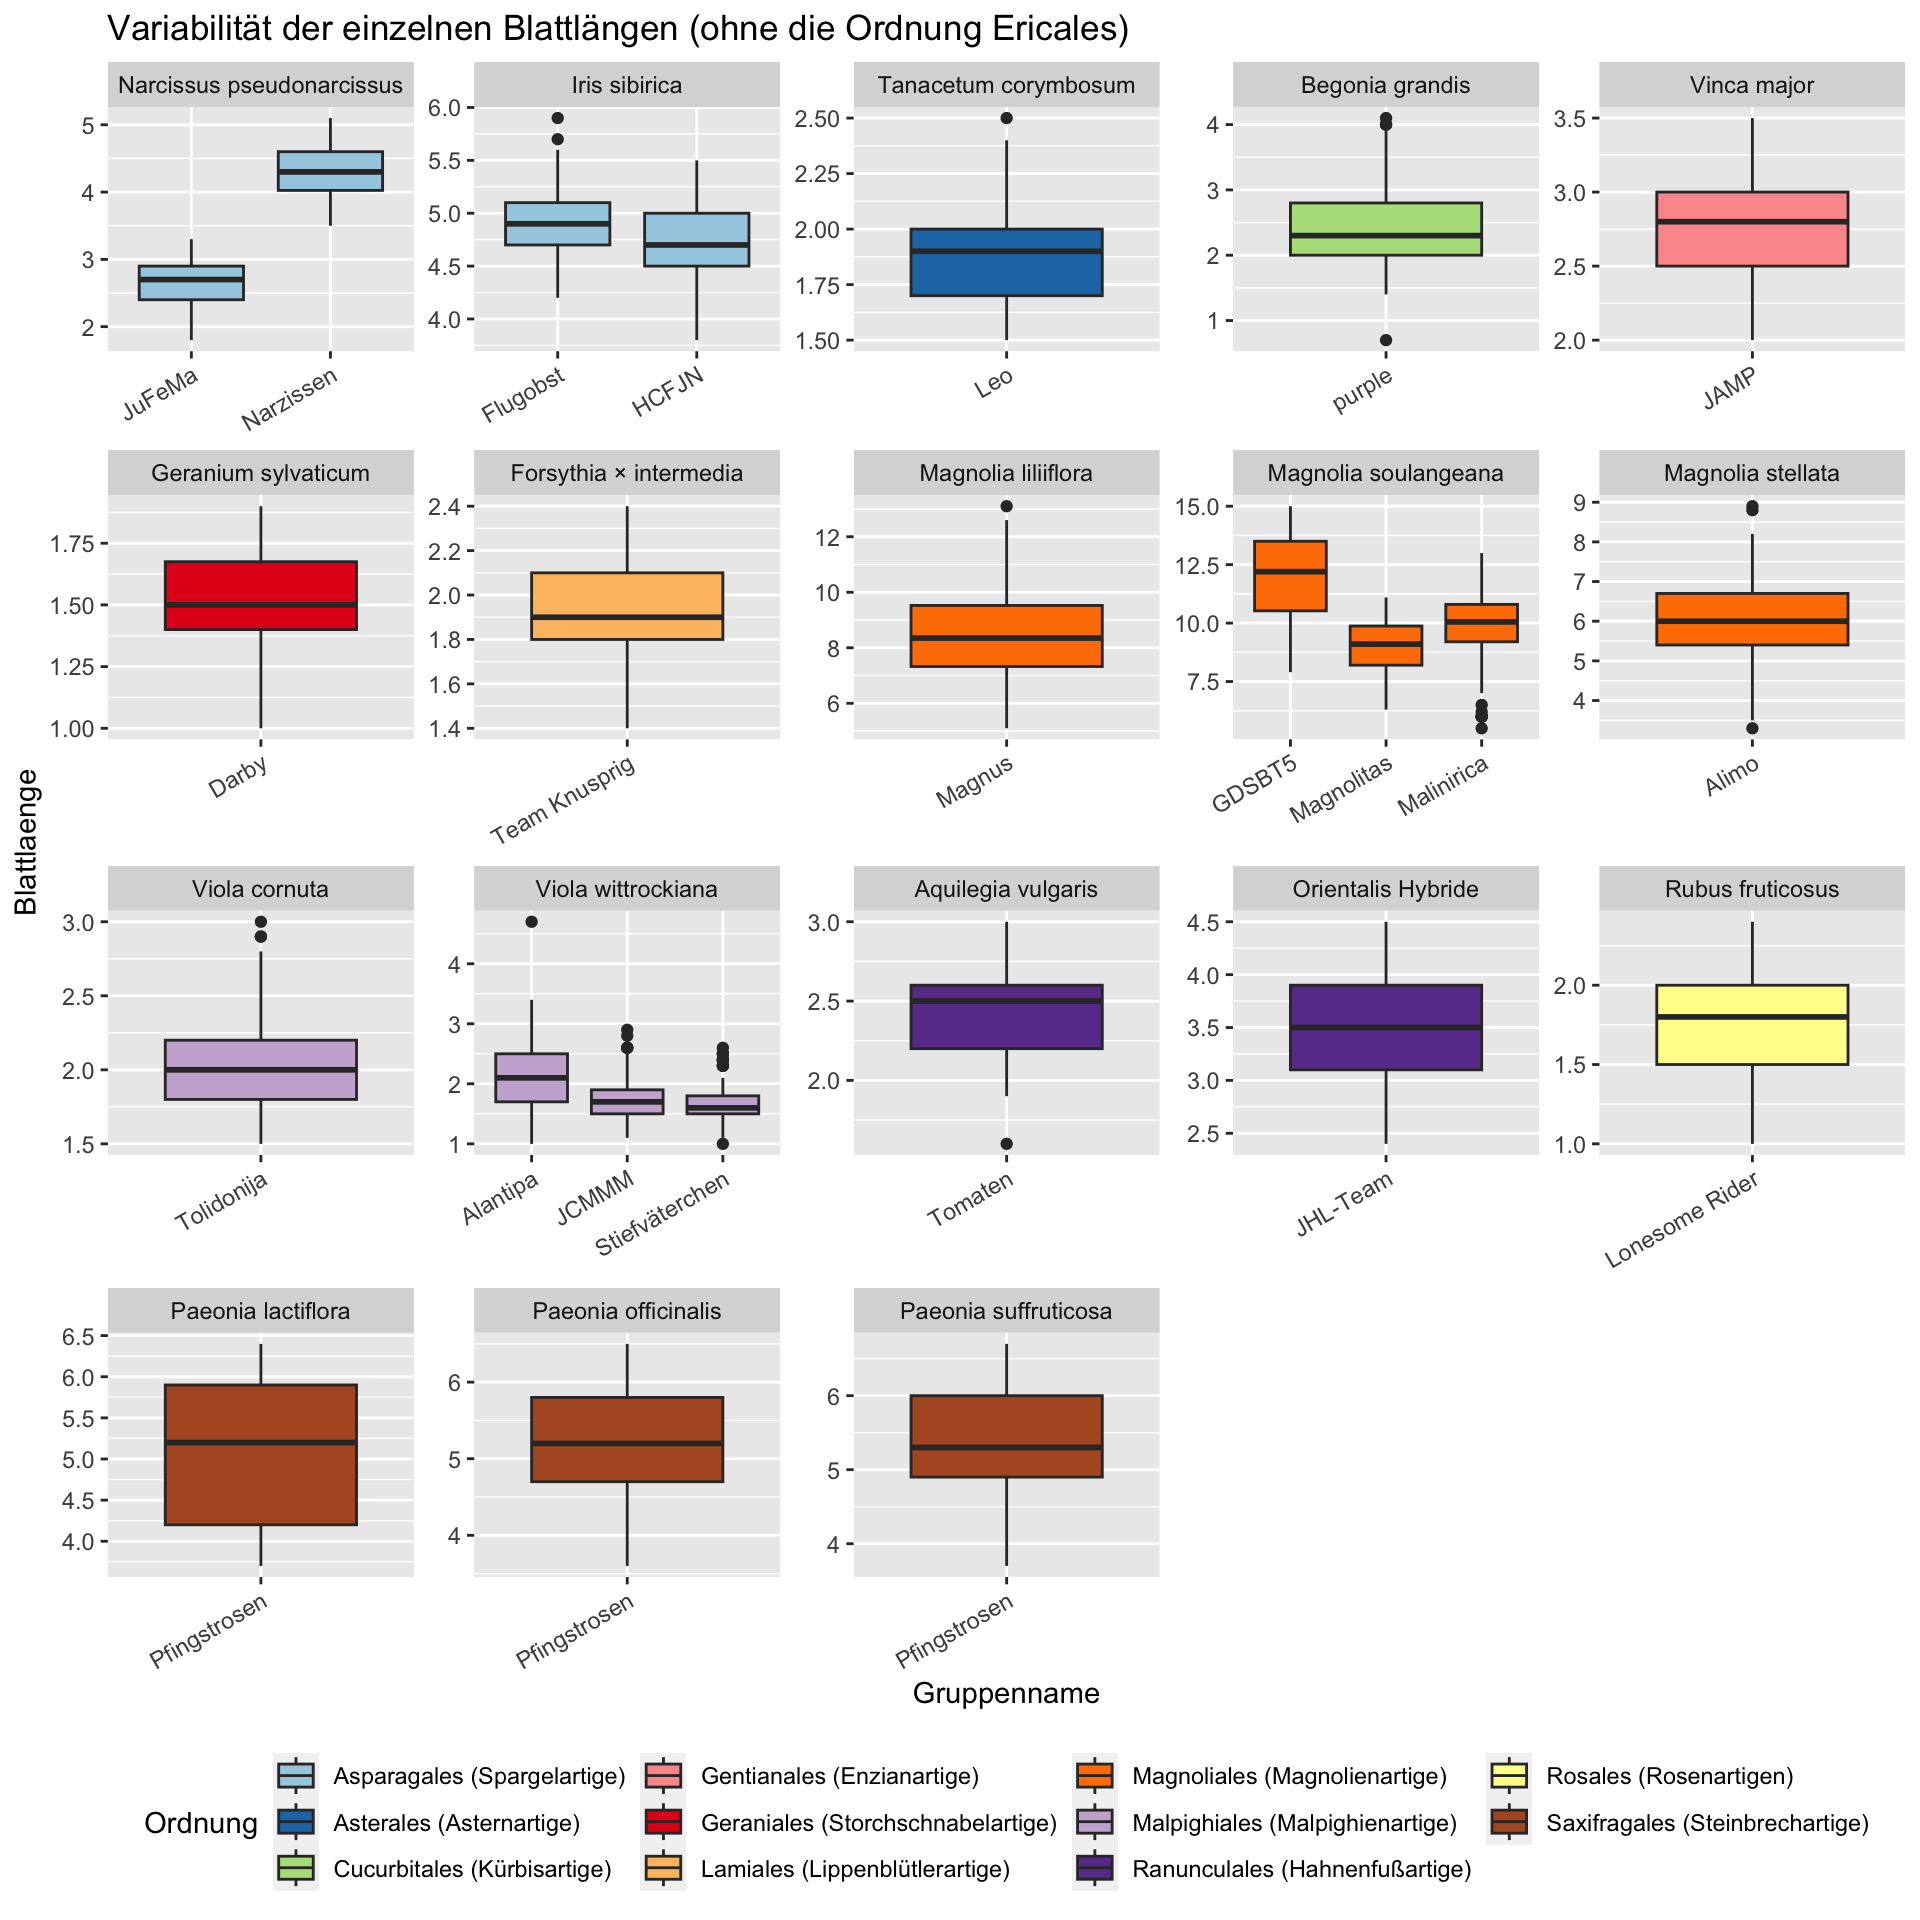 Variabilität der einzelnen Blattlängen (ohne die Ordnung Ericales)
Narcissus pseudonarcissus
5
4
3
2
JuFeMa
Narzissen
Iris sibirica
6.0
5.5
5.0
4.5
4.0
Flugobst
HCFJN
Tanacetum corymbosum
2.50
2.25
2.00
1.75
1.50
Leo
Begonia grandis
4
3
2
1
purple
Vinca major
3.5
3.0
2.5
2.0
JAMP
Geranium sylvaticum
1.75
1.50
1.25
1.00
Darby
Forsythia × intermedia
2.4
2.2
2.0
1.8
1.6
1.4
Team Knusprig
Magnolia liliiflora
12
10
8
6
Magnus
Magnolia soulangeana
15.0
12.5
10.0
7.5
GDSBT5
Magnolitas
Malinirica
Magnolia stellata
9
8
7
6
5
4
Alimo
Blattlaenge
Viola cornuta
3.0
2.5
2.0
1.5
Tolidonija
Viola wittrockiana
4
3
2
1
Alantipa
JCMMM
Stiefväterchen
Aquilegia vulgaris
3.0
2.5
2.0
Tomaten
Orientalis Hybride
4.5
4.0
3.5
3.0
2.5
JHL-Team
Rubus fruticosus
2.0
1.5
1.0
Lonesome Rider
Paeonia lactiflora
6.5
6.0
5.5
5.0
4.5
4.0
Pfingstrosen
Paeonia officinalis
6
5
4
Pfingstrosen
Paeonia suffruticosa
6
5
4
Pfingstrosen
Gruppenname
Ordnung
Asparagales (Spargelartige)
Asterales (Asternartige)
Cucurbitales (Kürbisartige)
Gentianales (Enzianartige)
Geraniales (Storchschnabelartige)
Lamiales (Lippenblütlerartige)
Magnoliales (Magnolienartige)
Malpighiales (Malpighienartige)
Ranunculales (Hahnenfußartige)
Rosales (Rosenartigen)
Saxifragales (Steinbrechartige)